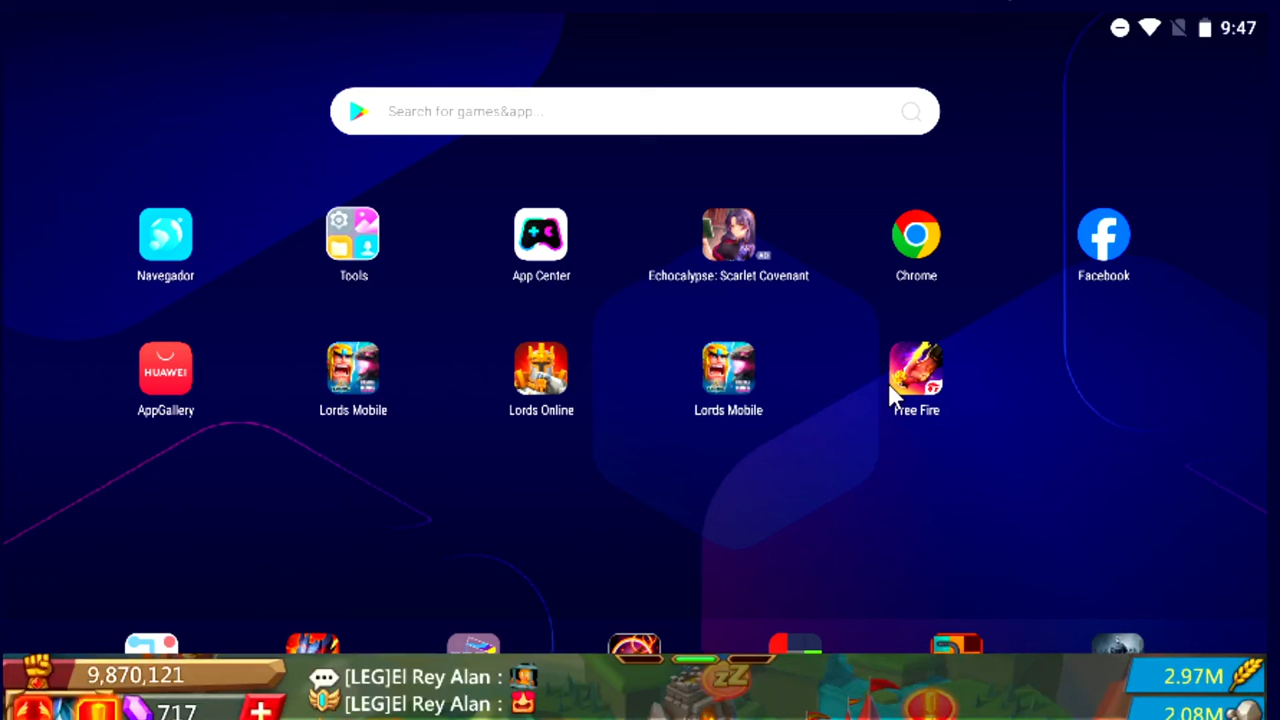 9:47
Search for games&app...
AD
Navegador
Tools
App Center
Echocalypse: Scarlet Covenant
Chrome
Facebook
HUAWEI
AppGallery
Lords Mobile
Lords Online
Lords Mobile
Free Fire
9,870,121
[LEG]El Rey Alan :
zZ
2.97M
717
[LEG]El Rey Alan :
2.08M